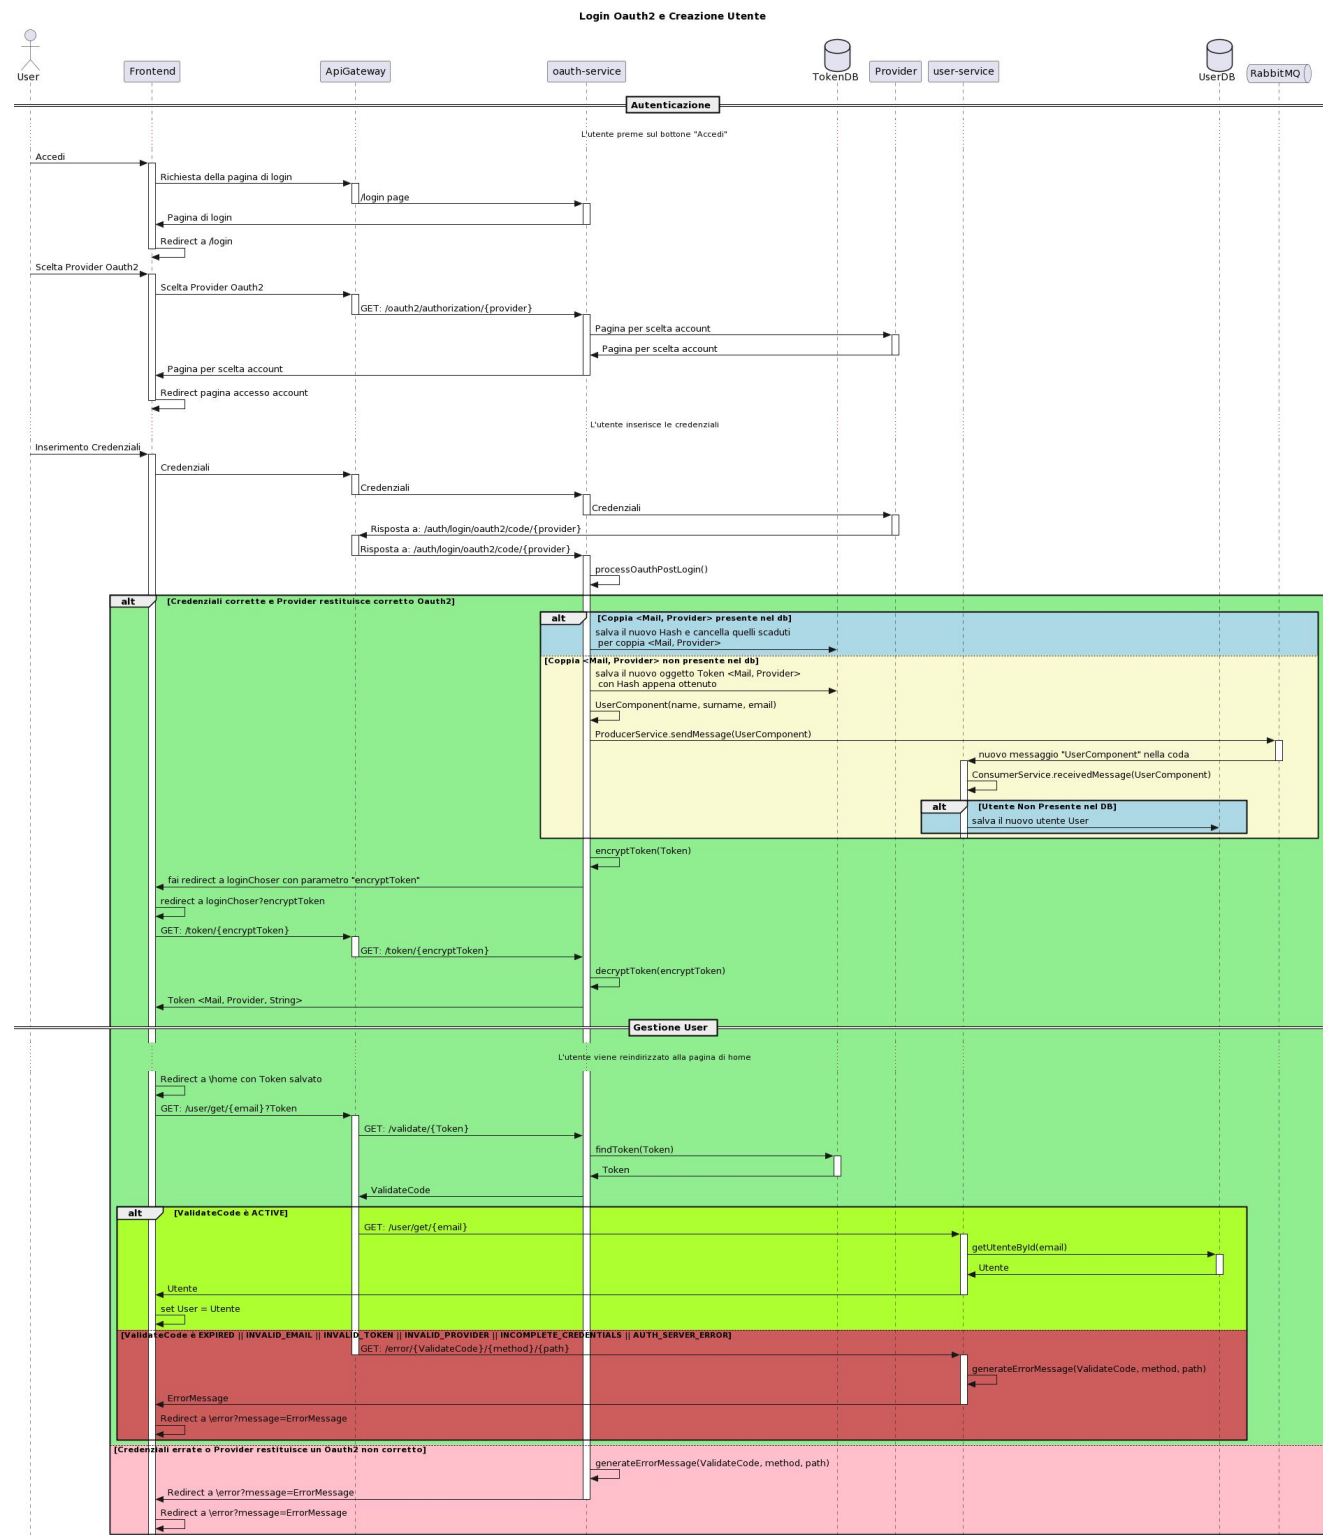 Login Oauth2 e Creazione Utente
User
Frontend
ApiGateway
oauth-service
TokenDB
Provider
user-service
UserDB
RabbitMQ
Autenticazione
L'utente preme sul bottone "Accedi"
Accedi
Richiesta della pagina di login
/login page
Pagina di login
Redirect a /login
Scelta Provider Oauth2
Scelta Provider Oauth2
GET: /oauth2/authorization/{provider}
Pagina per scelta account
Pagina per scelta account
Pagina per scelta account
Redirect pagina accesso account
L'utente inserisce le credenziali
Inserimento Credenziali
Credenziali
Credenziali
Credenziali
Risposta a: /auth/login/oauth2/code/{provider}
Risposta a: /auth/login/oauth2/code/{provider}
processOauthPostLogin()
alt [Credenziali corrette e Provider restituisce corretto Oauth2]
alt [Coppia <Mail, Provider> presente nel db]
salva il nuovo Hash e cancella quelli scaduti
per coppia <Mail, Provider>
[Coppia <Mail, Provider> non presente nel db]
salva il nuovo oggetto Token <Mail, Provider>
con Hash appena ottenuto
UserComponent(name, surname, email)
ProducerService.sendMessage(UserComponent)
nuovo messaggio "UserComponent" nella coda
ConsumerService.receivedMessage(UserComponent)
alt [Utente Non Presente nel DB]
salva il nuovo utente User
encryptToken(Token)
fai redirect a loginChoser con parametro "encryptToken"
redirect a loginChoser?encryptToken
GET: /token/{encryptToken}
GET: /token/{encryptToken}
decryptToken(encryptToken)
Token <Mail, Provider, String>
Gestione User
L'utente viene reindirizzato alla pagina di home
Redirect a \home con Token salvato
GET: /user/get/{email}?Token
GET: /validate/{Token}
findToken(Token)
Token
ValidateCode
alt [ValidateCode è ACTIVE]
GET: /user/get/{email}
getUtenteById(email)
Utente
Utente
set User = Utente
[ValidateCode è EXPIRED || INVALID_EMAIL || INVALID_TOKEN || INVALID_PROVIDER || INCOMPLETE_CREDENTIALS || AUTH_SERVER_ERROR]
GET: /error/{ValidateCode}/{method}/{path}
generateErrorMessage(ValidateCode, method, path)
ErrorMessage
Redirect a \error?message=ErrorMessage
[Credenziali errate o Provider restituisce un Oauth2 non corretto]
generateErrorMessage(ValidateCode, method, path)
Redirect a \error?message=ErrorMessage
Redirect a \error?message=ErrorMessage